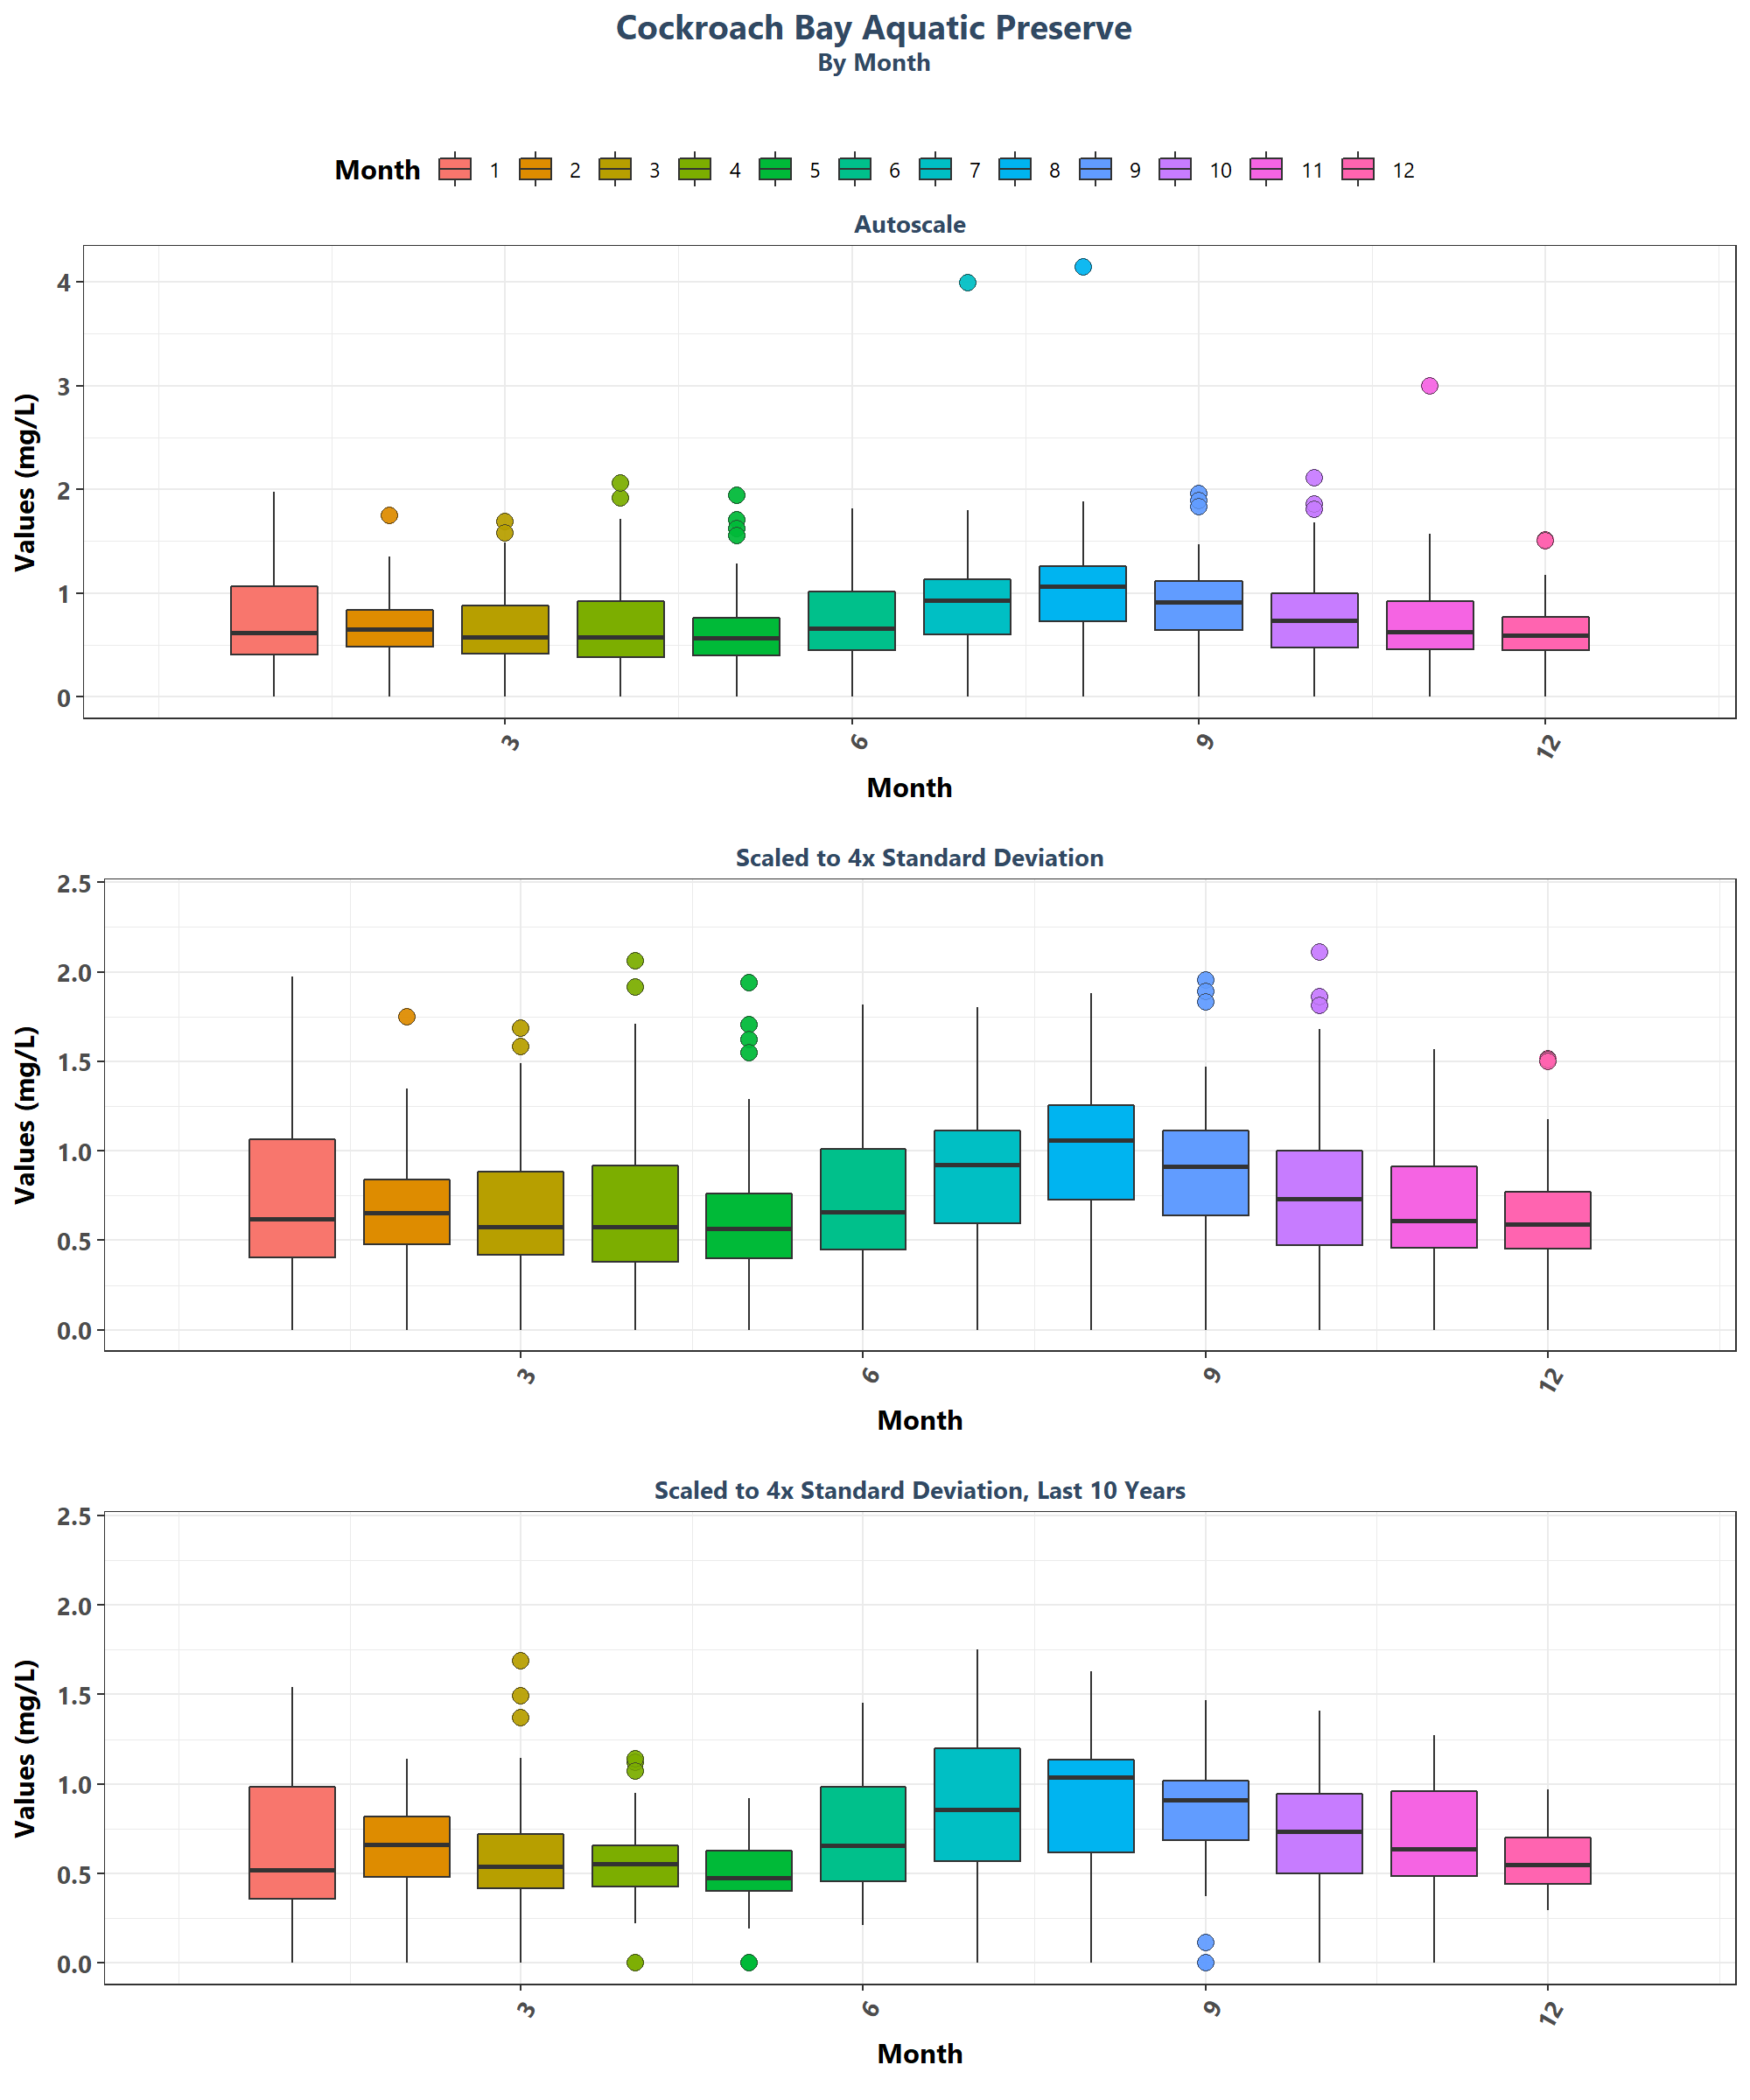 Cockroach Bay Aquatic Preserve
By Month
Month 1 2 3 4 5 6 7 8 9 10 11 12
Autoscale
Values (mg/L)
4
3
2
1
0
3 6 9 12
Month
Scaled to 4x Standard Deviation
Values (mg/L)
2.5
2.0
1.5
1.0
0.5
0.0
3 6 9 12
Month
Scaled to 4x Standard Deviation, Last 10 Years
Values (mg/L)
2.5
2.0
1.5
1.0
0.5
0.0
3 6 9 12
Month